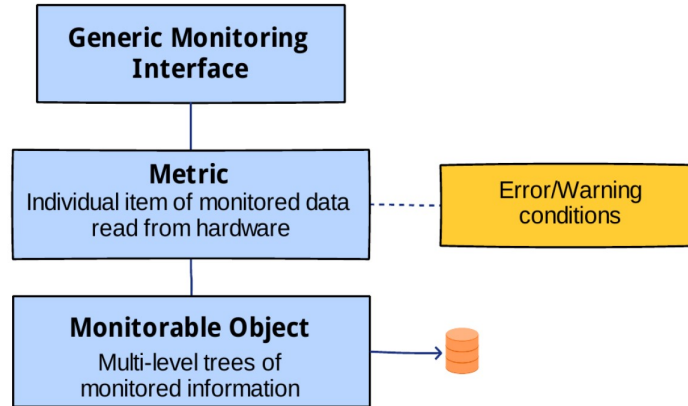 Generic Monitoring
Interface
Metric
Individual item of monitored data
read from hardware
Error/Warning
conditions
Monitorable Object
Multi-level trees of
monitored information